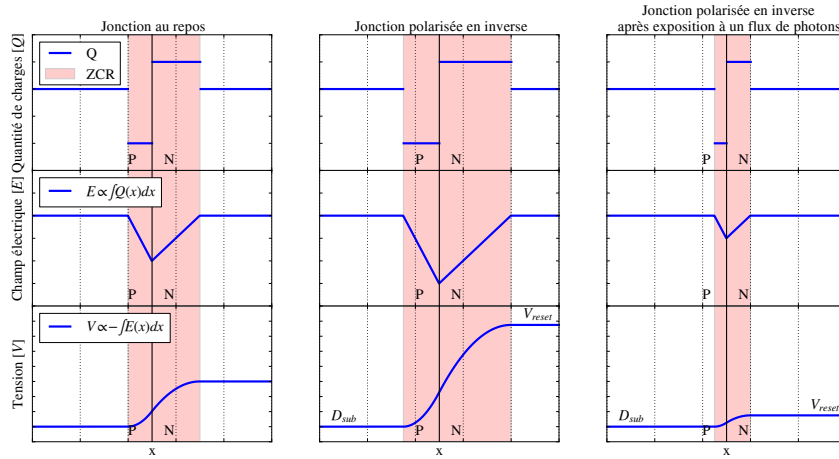 Jonction au repos
Jonction polarisée en inverse
Jonction polarisée en inverse
après exposition à un flux de photons
Quantité de charges [Q]
Q
ZCR
P N
P N
P N
Champ électrique [E]
E∝∫Q(x)dx
P N
P N
P N
Tension [V]
V∝−∫E(x)dx
P N
x
V_reset
D_sub
P N
x
V_reset
D_sub
P N
x